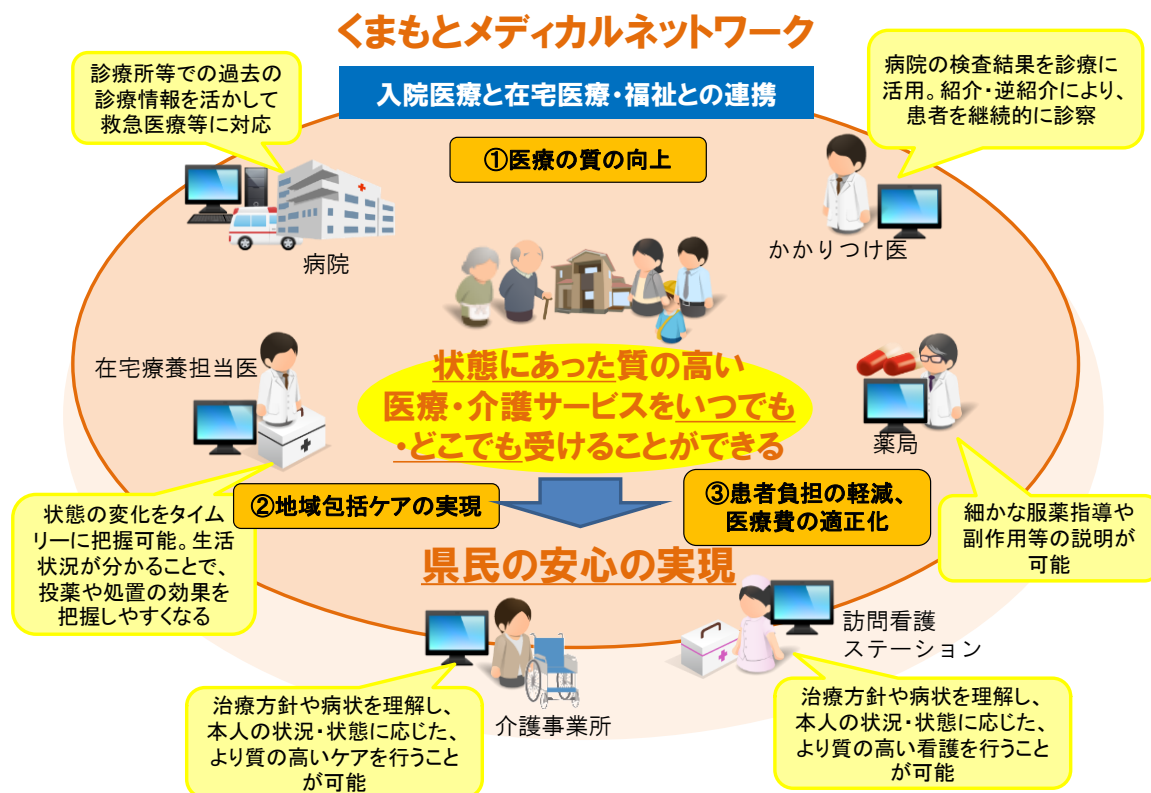 くまもとメディカルネットワーク
入院医療と在宅医療・福祉との連携
診療所等での過去の
診療情報を活かして
救急医療等に対応
病院の検査結果を診療に
活用。紹介・逆紹介により、
患者を継続的に診察
①医療の質の向上
病院
かかりつけ医
在宅療養担当医
状態にあった質の高い
医療・介護サービスをいつでも
・どこでも受けることができる
薬局
②地域包括ケアの実現
③患者負担の軽減、
医療費の適正化
状態の変化をタイム
リーに把握可能。生活
状況が分かることで、
投薬や処置の効果を
把握しやすくなる
細かな服薬指導や
副作用等の説明が
可能
県民の安心の実現
訪問看護
ステーション
介護事業所
治療方針や病状を理解し、
本人の状況・状態に応じた、
より質の高いケアを行うこと
が可能
治療方針や病状を理解し、
本人の状況・状態に応じた、
より質の高い看護を行うこと
が可能